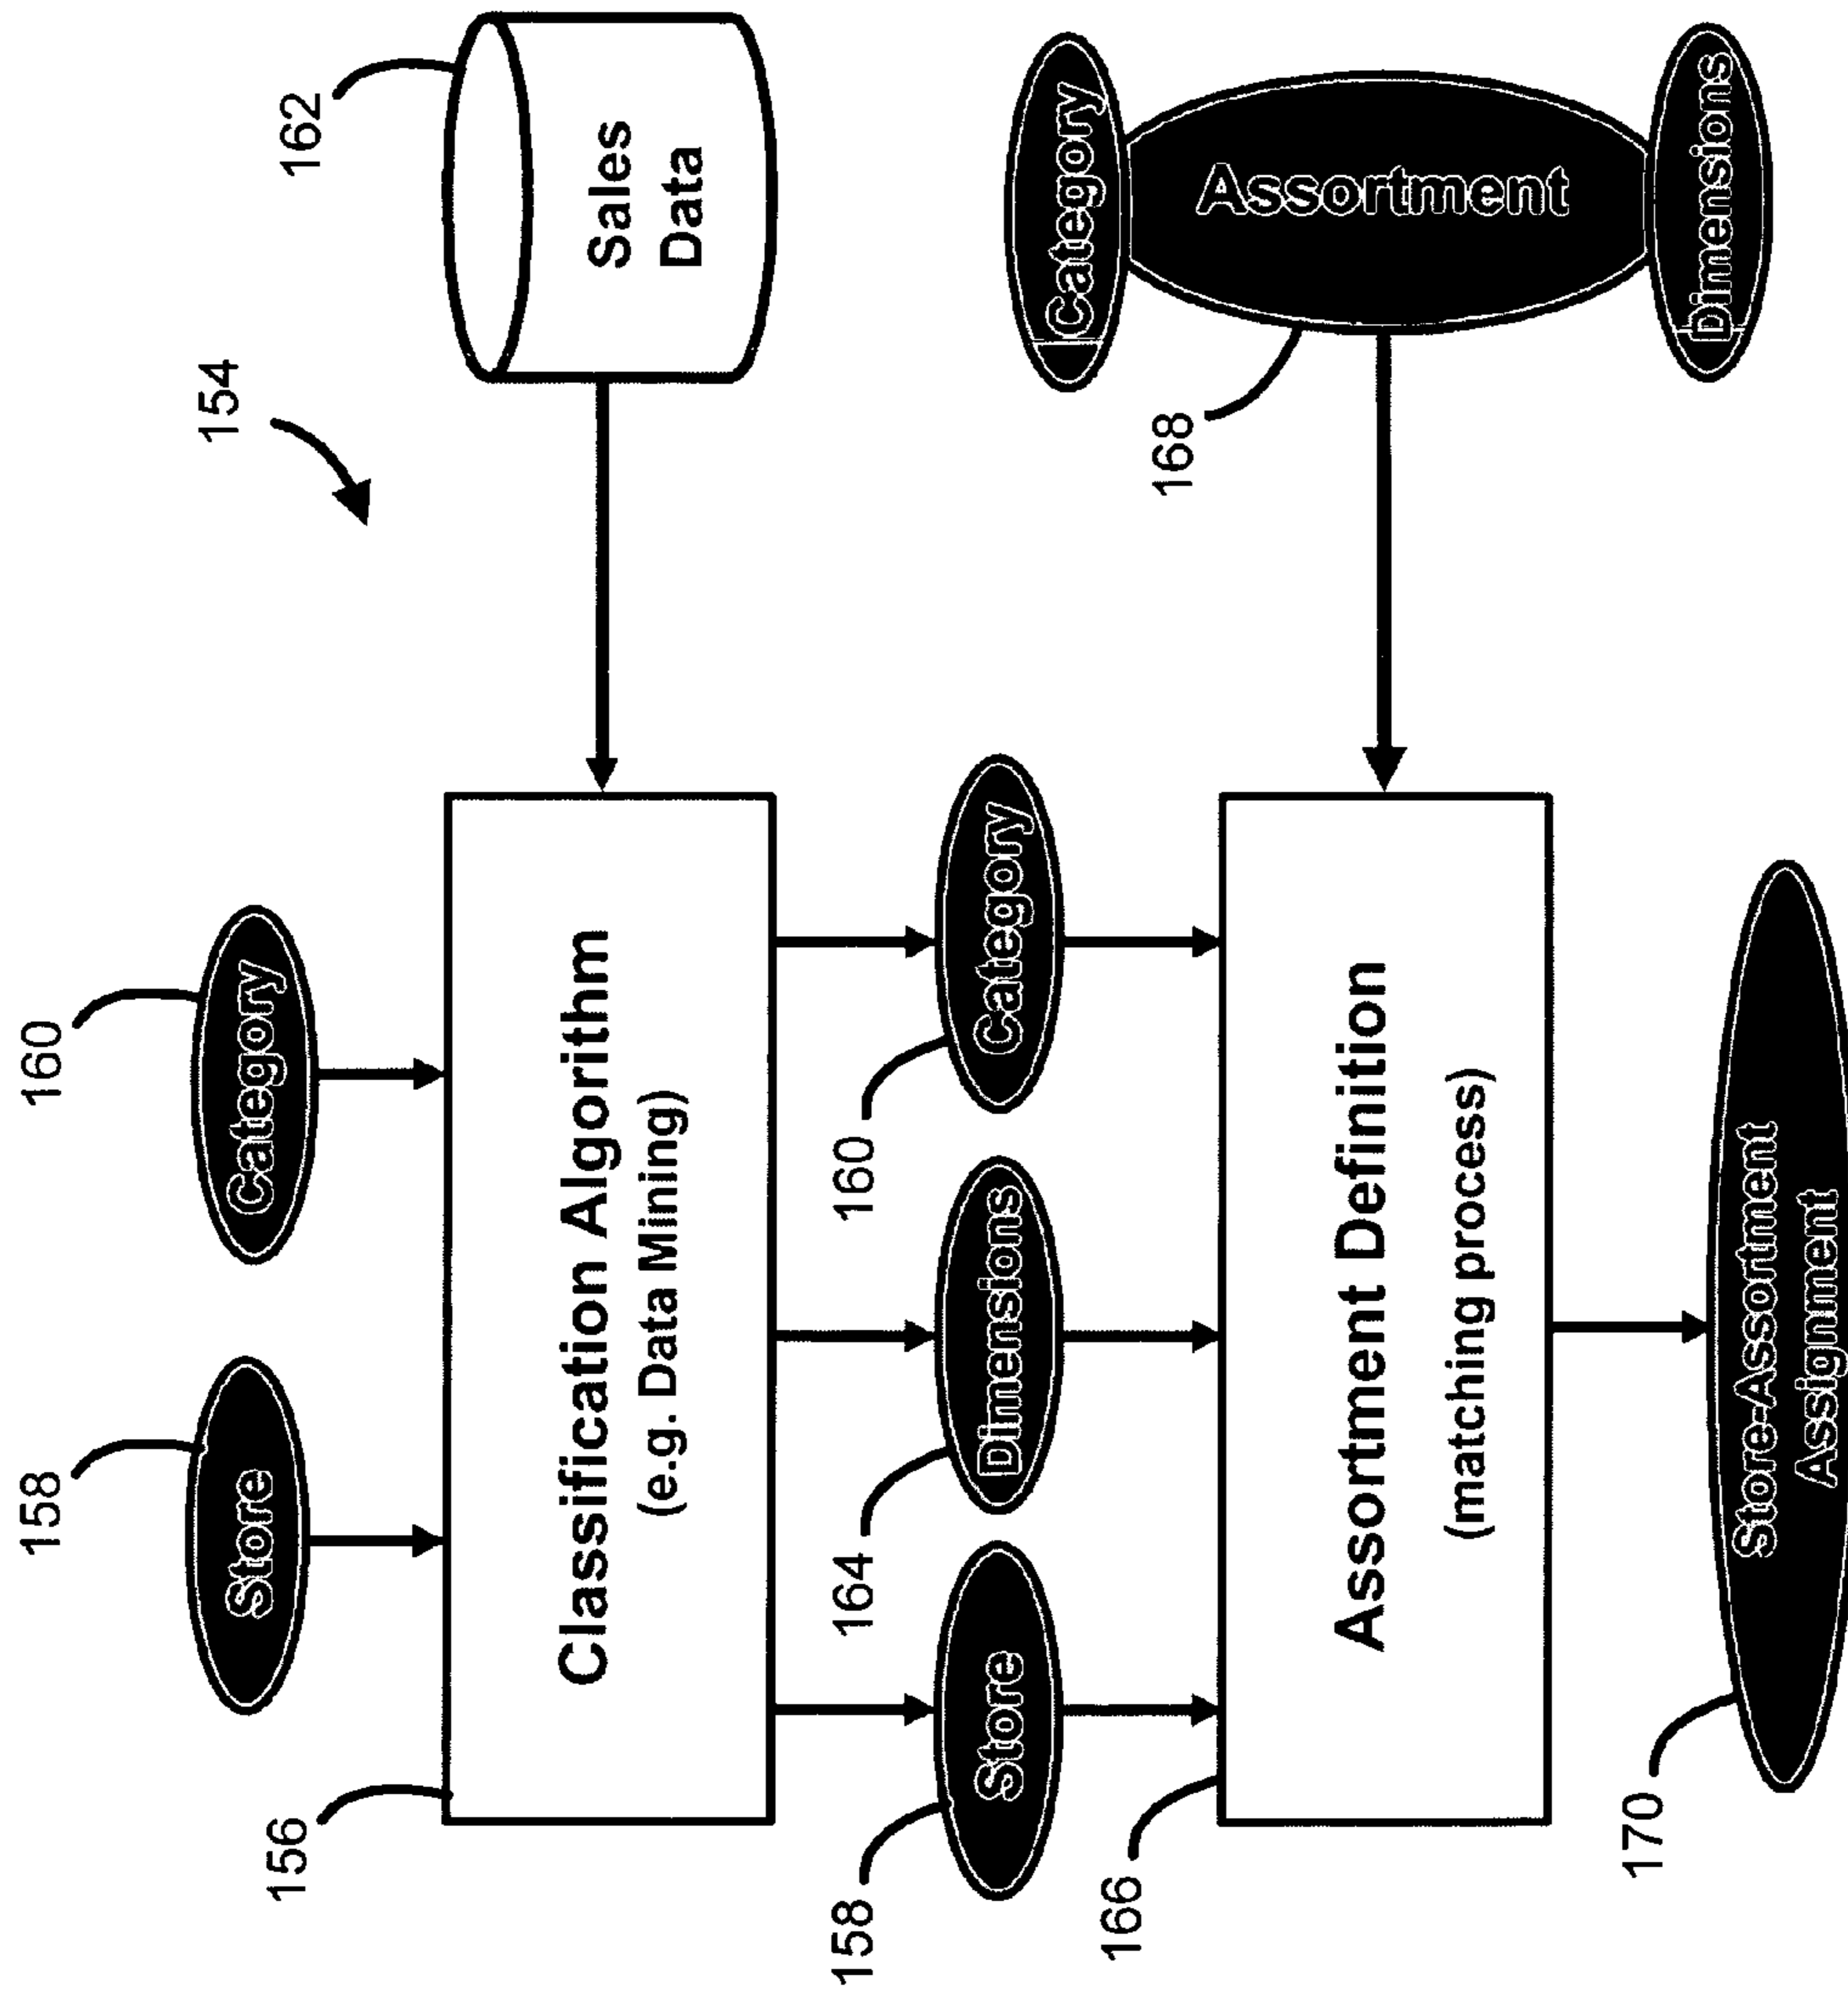 158
160
154
Store
Category
156
162
Classification Algorithm
(e.g. Data Mining)
Sales
Data
158
164
160
Store
Dimensions
Category
Category
166
168
Assortment
Assortment Definition
(matching process)
170
Dimensions
Store-Assortment
Assignment